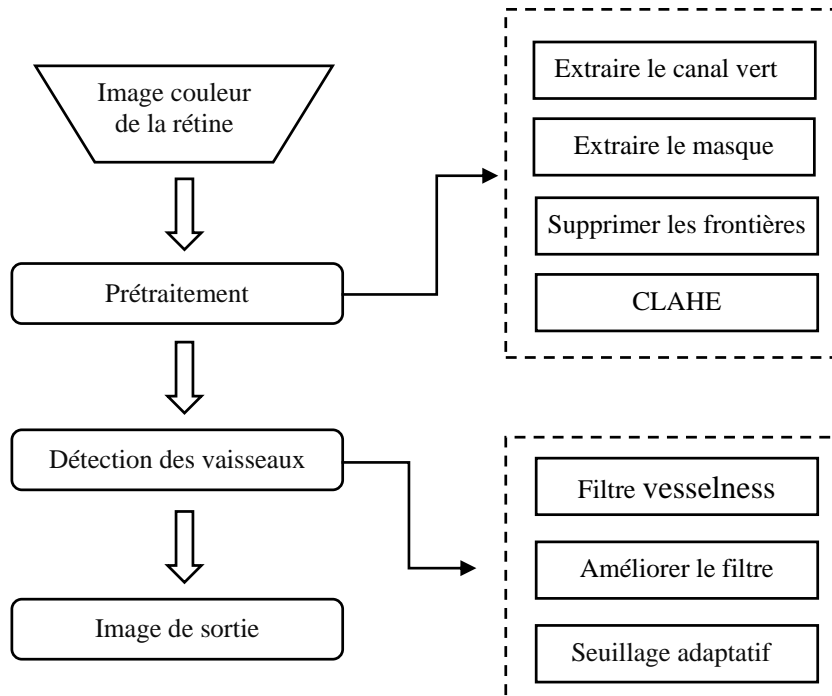 Image couleur
de la rétine
Prétraitement
Détection des vaisseaux
Image de sortie
Extraire le canal vert
Extraire le masque
Supprimer les frontières
CLAHE
Filtre vesselness
Améliorer le filtre
Seuillage adaptatif